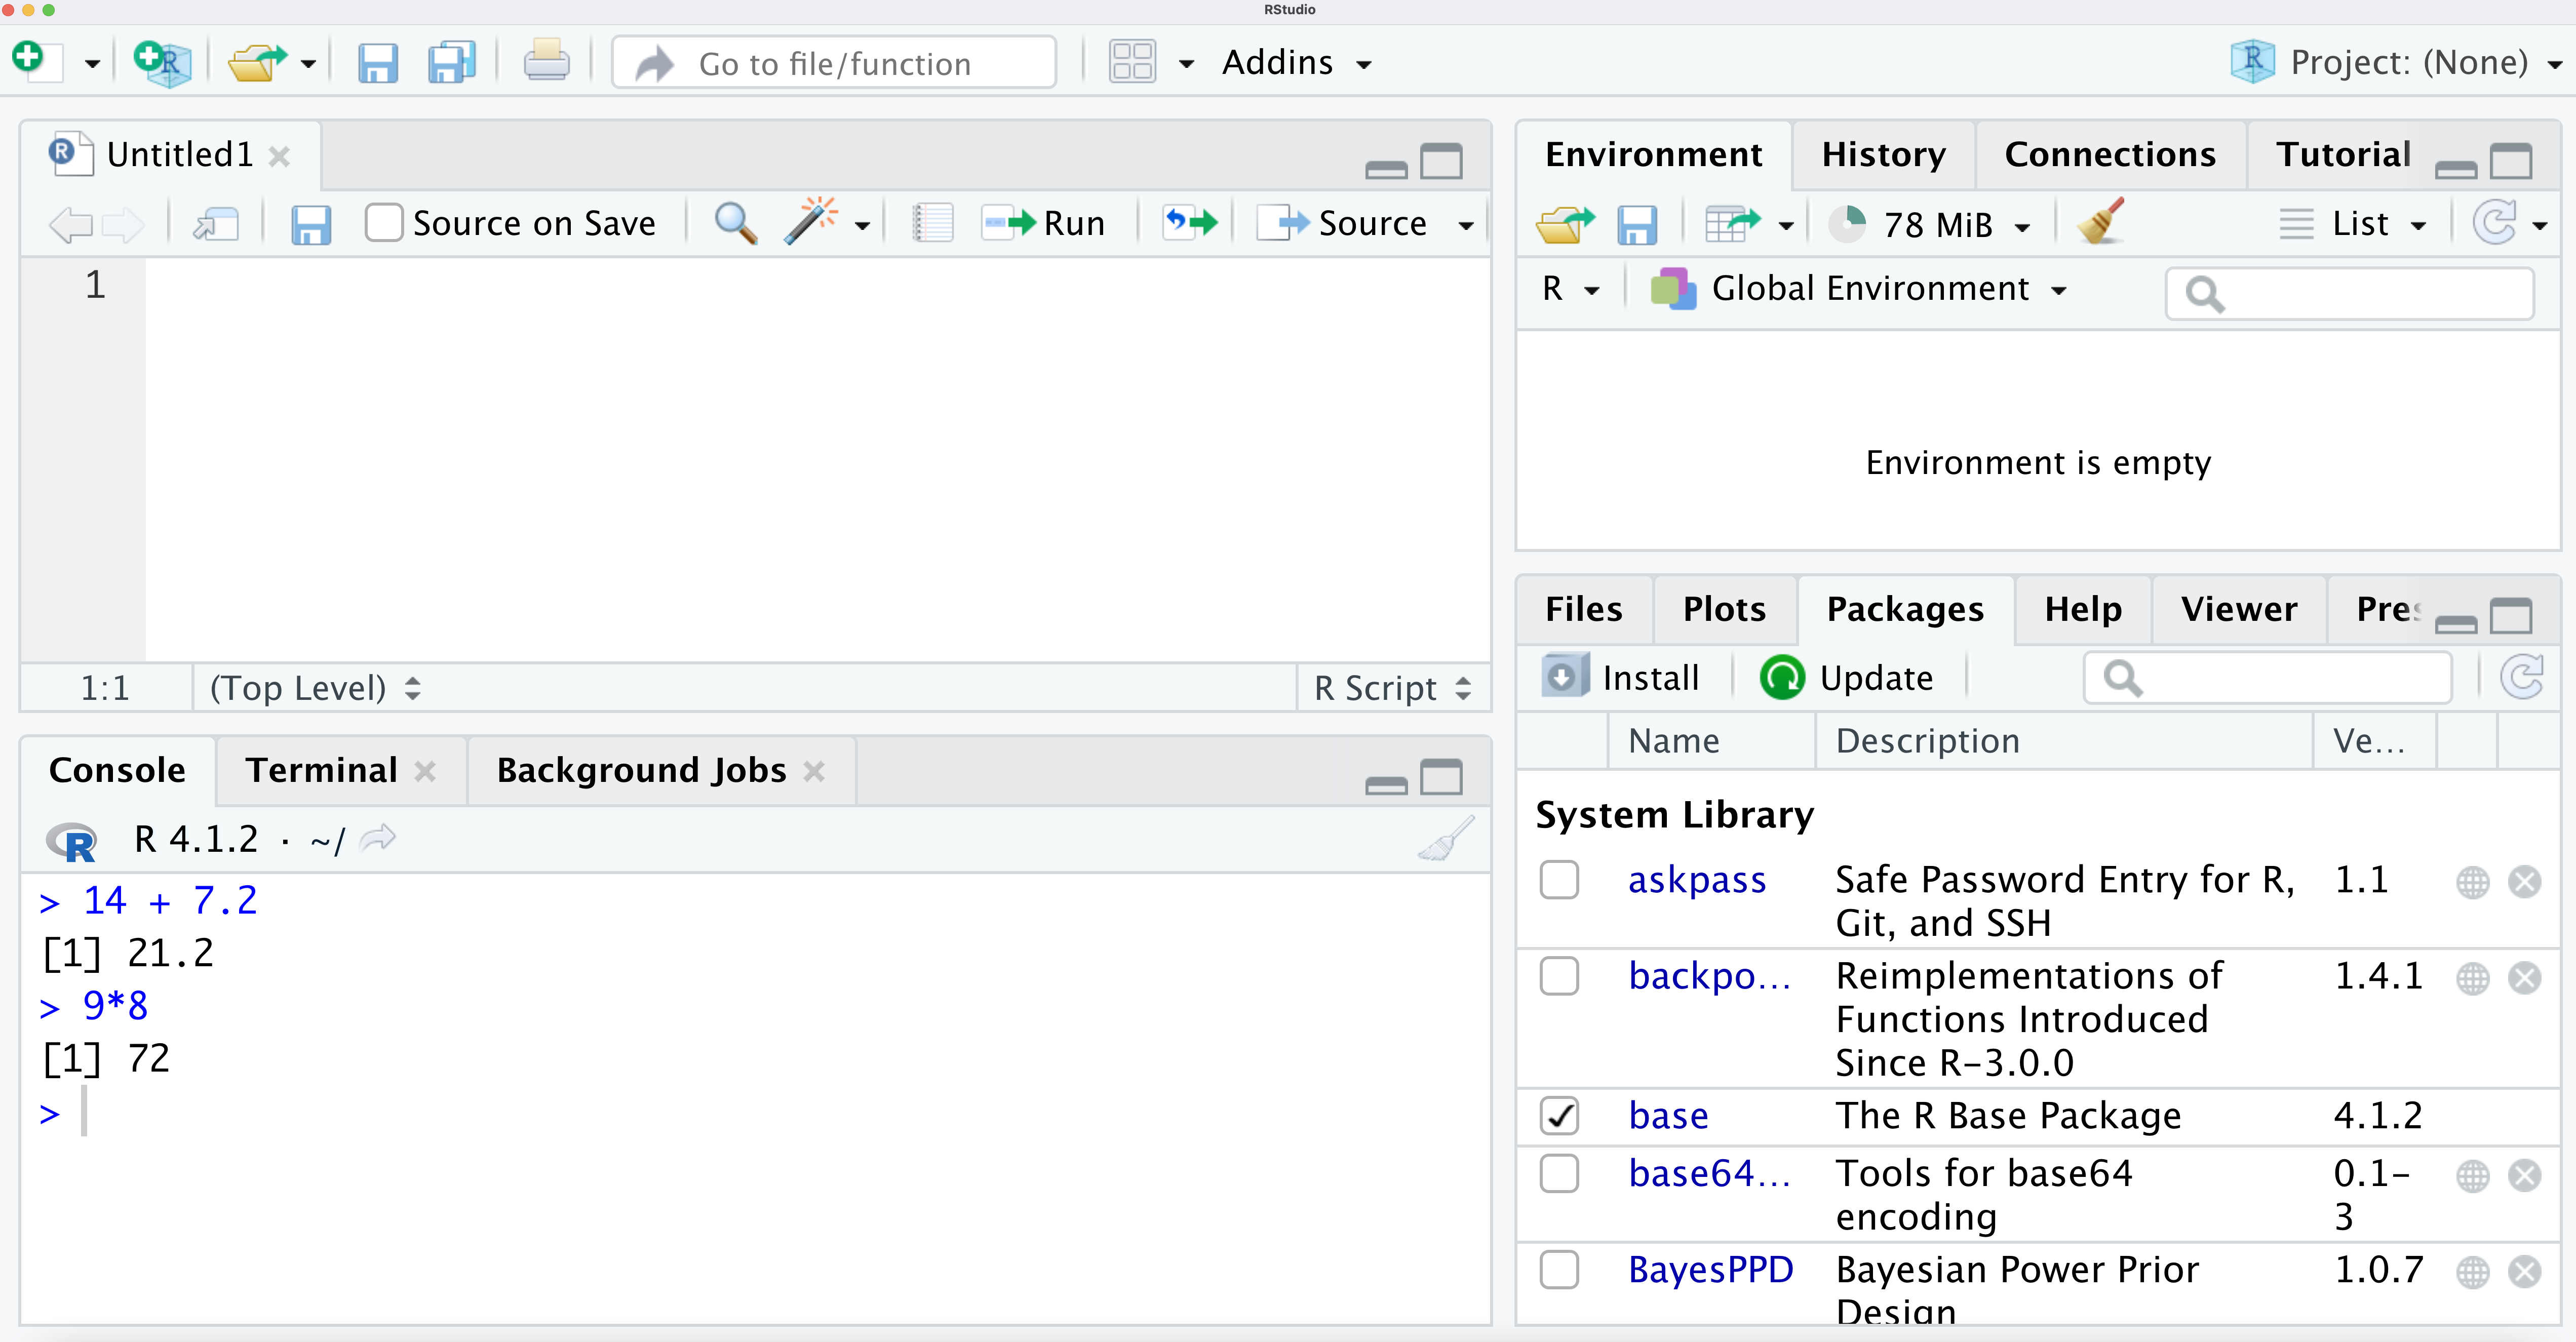 RStudio
Go to file/function
Addins
Project: (None)
Untitled1
Source on Save
Run
Source
1
1:1
(Top Level)
R Script
Console
Terminal
Background Jobs
R 4.1.2 · ~/
> 14 + 7.2
[1] 21.2
> 9*8
[1] 72
>
Environment
History
Connections
Tutorial
78 MiB
List
R
Global Environment
Environment is empty
Files
Plots
Packages
Help
Viewer
Pres
Install
Update
Name Description Ve...
System Library
askpass Safe Password Entry for R, 1.1
Git, and SSH
backpo... Reimplementations of 1.4.1
Functions Introduced
Since R-3.0.0
base The R Base Package 4.1.2
base64... Tools for base64 0.1-
encoding 3
BayesPPD Bayesian Power Prior 1.0.7
Design